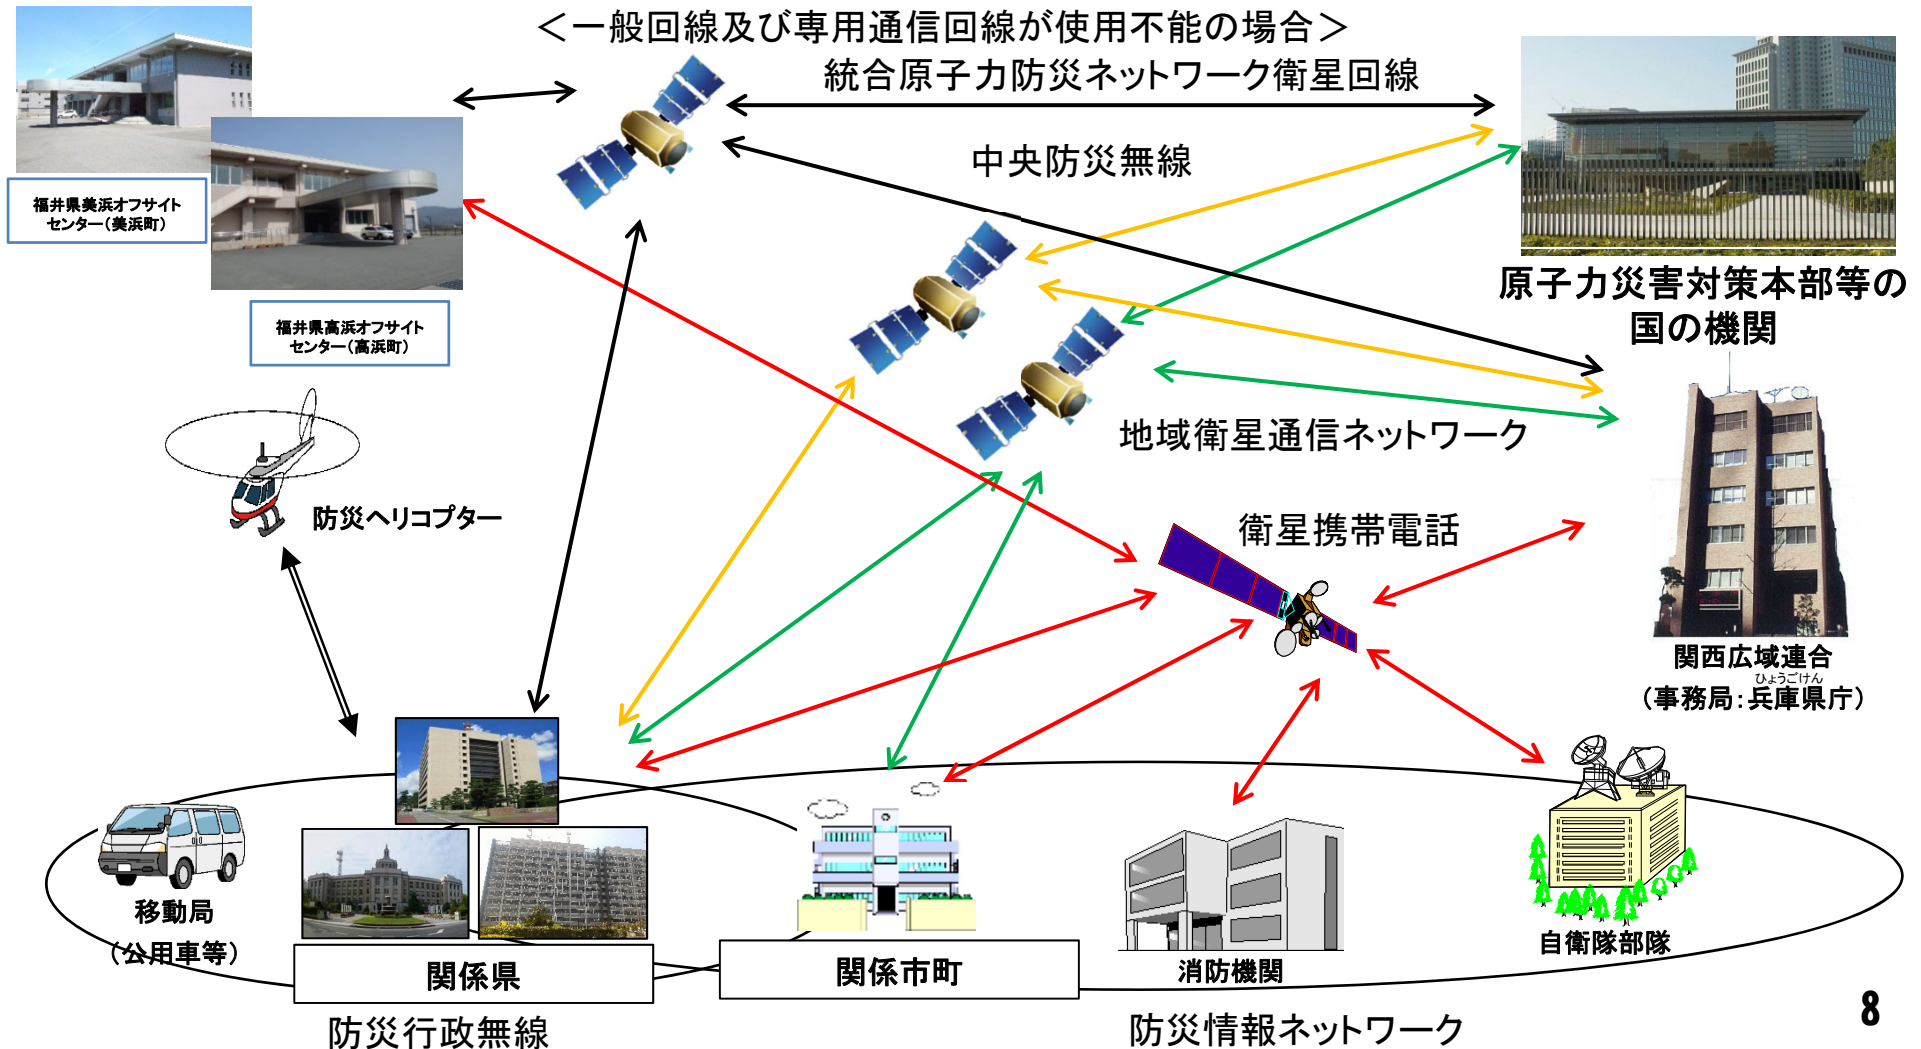 ＜一般回線及び専用通信回線が使用不能の場合＞
統合原子力防災ネットワーク衛星回線
中央防災無線
福井県美浜オフサイト
センター（美浜町）
福井県高浜オフサイト
センター（高浜町）
原子力災害対策本部等の
国の機関
地域衛星通信ネットワーク
防災ヘリコプター
衛星携帯電話
関西広域連合
ひょうごけん
（事務局：兵庫県庁）
移動局
（公用車等）
関係県
関係市町
消防機関
自衛隊部隊
防災行政無線
防災情報ネットワーク
8